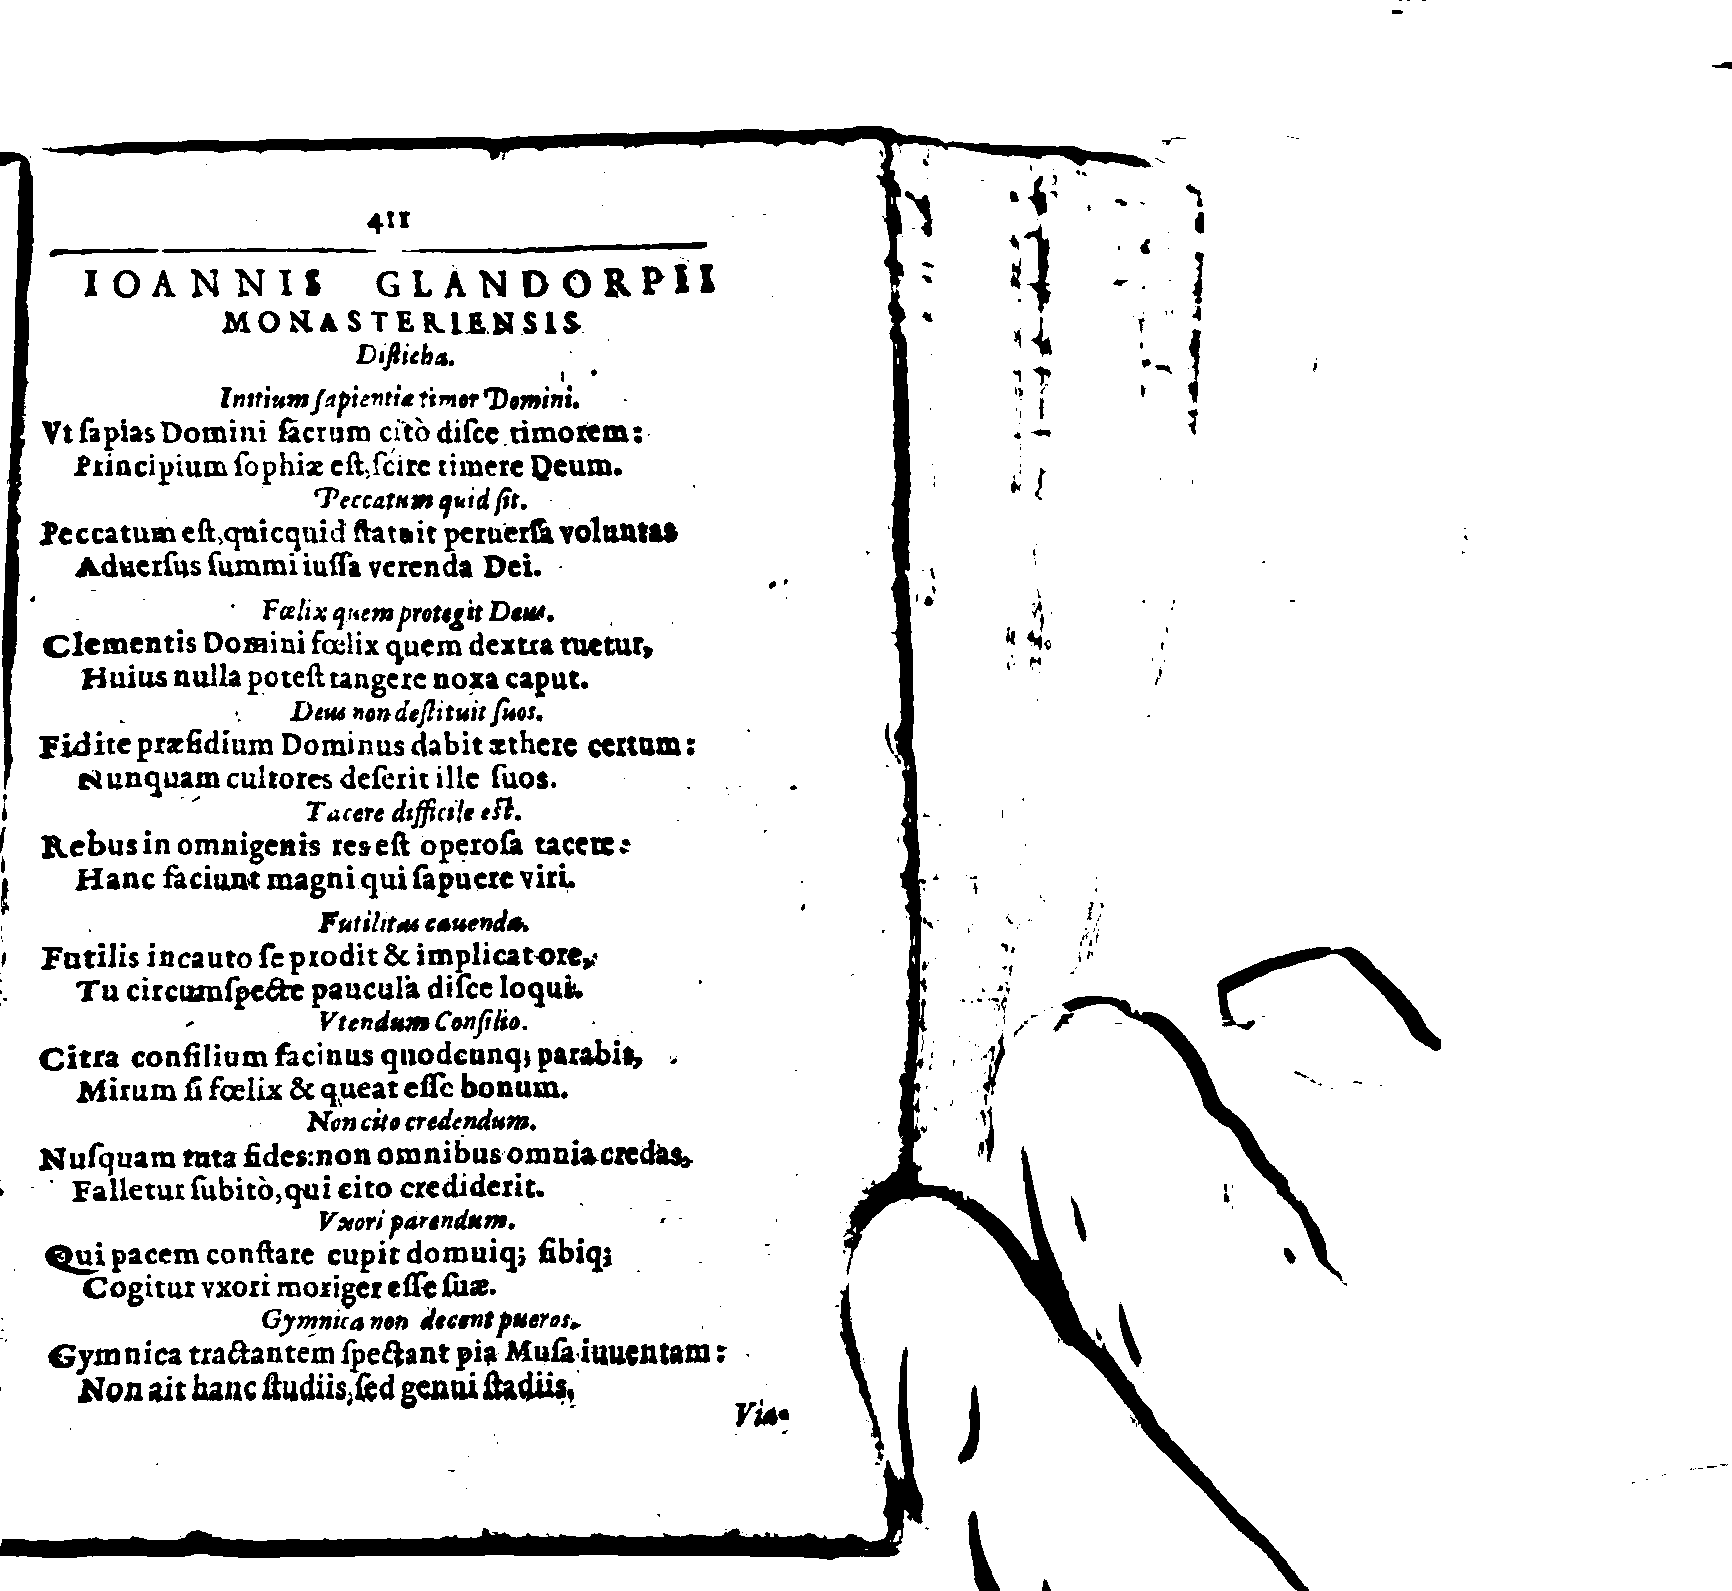 411
IOANNIS GLANDORPII
MONASTERIENSIS
Disticha.
Initium sapientiæ timor Domini.
Vt sapias Domini sacrum citò disce timorem:
Principium sophiæ est, scire timere Deum.
Peccatum quid sit.
Peccatum est, quicquid statuit peruersa voluntas
Aduersus summi iussa verenda Dei.
Fœlix quem protegit Deus.
Clementis Domini fœlix quem dextra tuetur,
Huius nulla potest tangere noxa caput.
Deus non destituit suos.
Fidite præsidium Dominus dabit æthere certum:
Nunquam cultores deserit ille suos.
Tacere difficile est.
Rebus in omnigenis res est operosa tacere:
Hanc faciunt magni qui sapuere viri.
Futilitas cauenda.
Futilis incauto se prodit & implicat ore,
Tu circumspecte paucula disce loqui.
Vtendum Consilio.
Citra consilium facinus quodcunq; parabis,
Mirum si fœlix & queat esse bonum.
Non cito credendum.
Nusquam tuta fides: non omnibus omnia credas,
Falletur subitò, qui cito crediderit.
Vxori parendum.
Qui pacem constare cupit domuiq; sibiq;
Cogitur vxori moriger esse suæ.
Gymnica non decent pueros.
Gymnica tractantem spectant pia Musa iuuentam:
Non ait hanc studiis, sed genui stadiis,